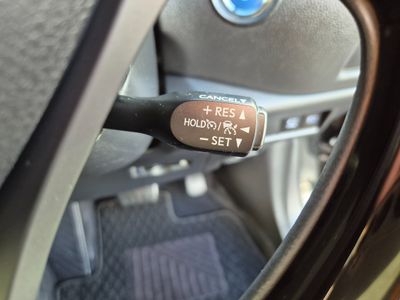 CANCEL
+ RES ▲
HOLD / ◄
− SET ▼